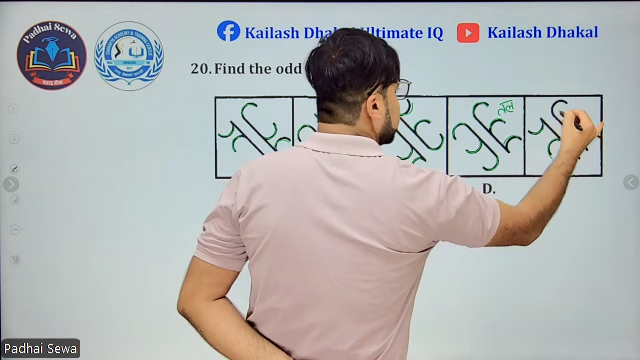 Padhai Sewa
Kailash Dhakal Ultimate IQ
Kailash Dhakal
20. Find the odd
D.
Padhai Sewa